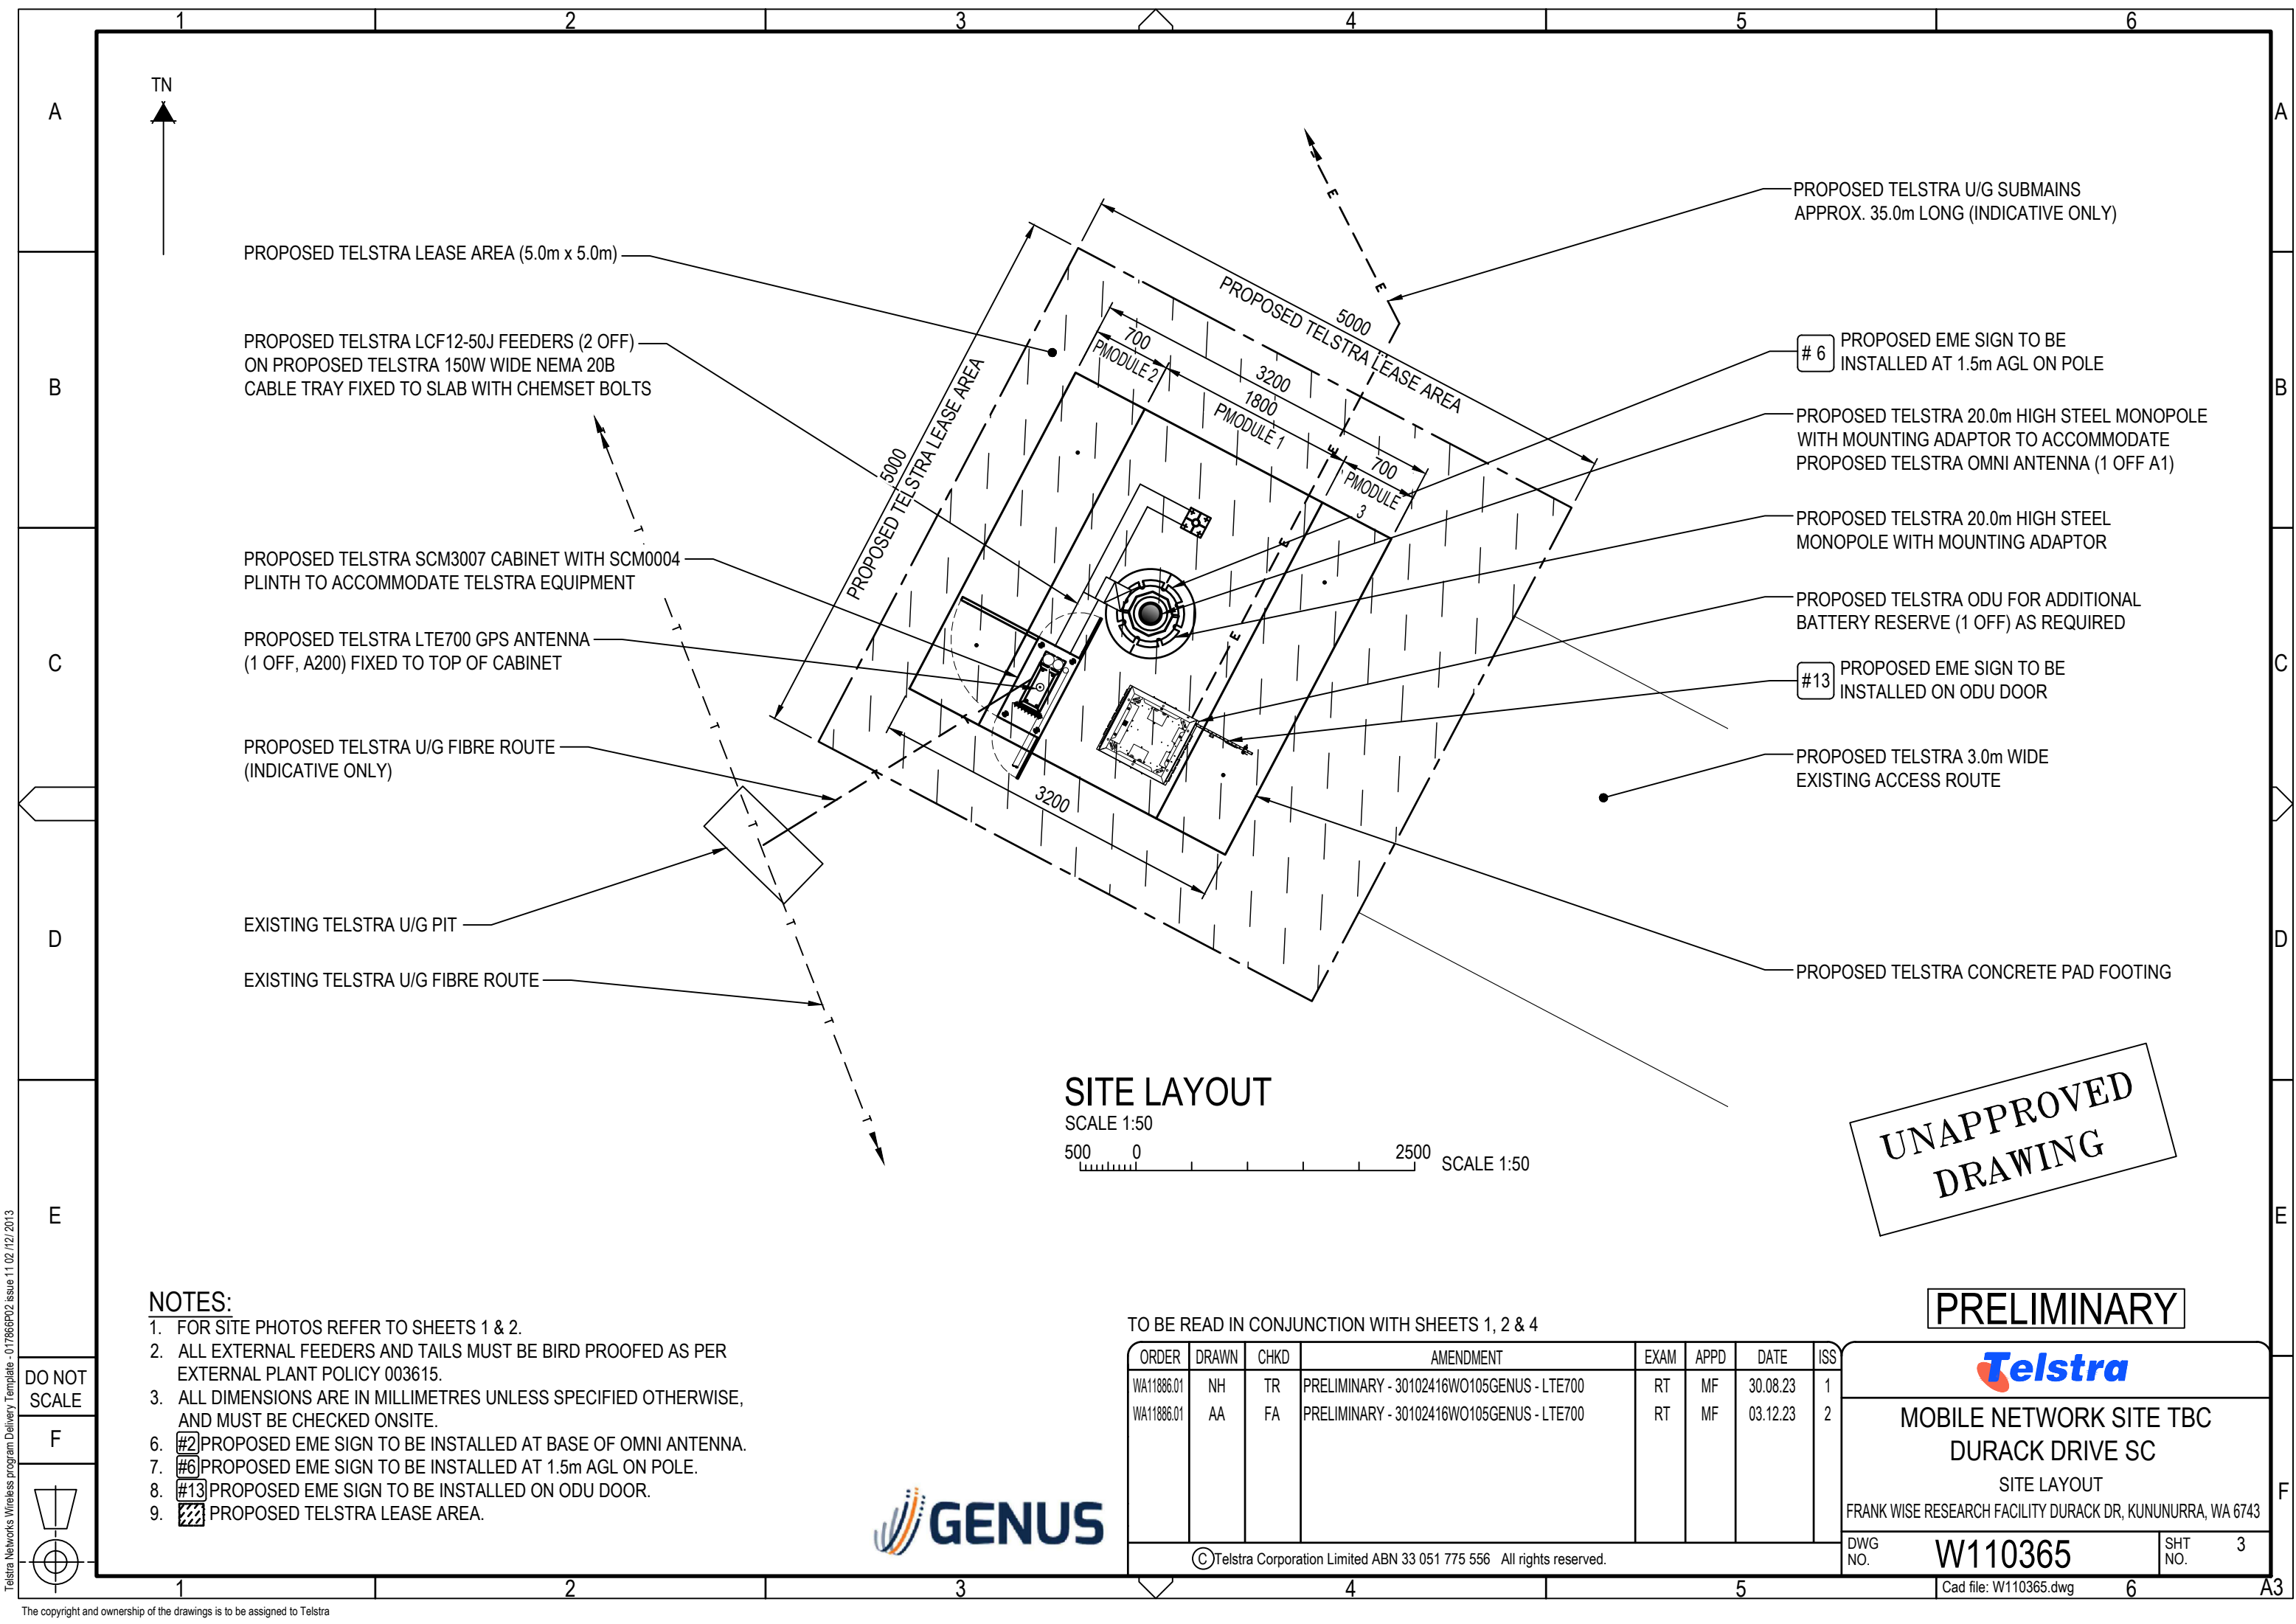 1 2 3 4 5 6
A
B
C
D
E
F
A
B
C
D
E
F
TN
PROPOSED TELSTRA LEASE AREA (5.0m x 5.0m)
PROPOSED TELSTRA LCF12-50J FEEDERS (2 OFF)
ON PROPOSED TELSTRA 150W WIDE NEMA 20B
CABLE TRAY FIXED TO SLAB WITH CHEMSET BOLTS
PROPOSED TELSTRA SCM3007 CABINET WITH SCM0004
PLINTH TO ACCOMMODATE TELSTRA EQUIPMENT
PROPOSED TELSTRA LTE700 GPS ANTENNA
(1 OFF, A200) FIXED TO TOP OF CABINET
PROPOSED TELSTRA U/G FIBRE ROUTE
(INDICATIVE ONLY)
EXISTING TELSTRA U/G PIT
EXISTING TELSTRA U/G FIBRE ROUTE
5000
PROPOSED TELSTRA LEASE AREA
5000
PROPOSED TELSTRA LEASE AREA
700
PMODULE 2
3200
1800
PMODULE 1
700
PMODULE
3
3200
E
E
E
E
E
T
T
T
T
T
T
PROPOSED TELSTRA U/G SUBMAINS
APPROX. 35.0m LONG (INDICATIVE ONLY)
# 6
PROPOSED EME SIGN TO BE
INSTALLED AT 1.5m AGL ON POLE
PROPOSED TELSTRA 20.0m HIGH STEEL MONOPOLE
WITH MOUNTING ADAPTOR TO ACCOMMODATE
PROPOSED TELSTRA OMNI ANTENNA (1 OFF A1)
PROPOSED TELSTRA 20.0m HIGH STEEL
MONOPOLE WITH MOUNTING ADAPTOR
PROPOSED TELSTRA ODU FOR ADDITIONAL
BATTERY RESERVE (1 OFF) AS REQUIRED
#13
PROPOSED EME SIGN TO BE
INSTALLED ON ODU DOOR
PROPOSED TELSTRA 3.0m WIDE
EXISTING ACCESS ROUTE
PROPOSED TELSTRA CONCRETE PAD FOOTING
SITE LAYOUT
SCALE 1:50
500 0 2500 SCALE 1:50
UNAPPROVED
DRAWING
PRELIMINARY
NOTES:
1. FOR SITE PHOTOS REFER TO SHEETS 1 & 2.
2. ALL EXTERNAL FEEDERS AND TAILS MUST BE BIRD PROOFED AS PER
EXTERNAL PLANT POLICY 003615.
3. ALL DIMENSIONS ARE IN MILLIMETRES UNLESS SPECIFIED OTHERWISE,
AND MUST BE CHECKED ONSITE.
6. #2 PROPOSED EME SIGN TO BE INSTALLED AT BASE OF OMNI ANTENNA.
7. #6 PROPOSED EME SIGN TO BE INSTALLED AT 1.5m AGL ON POLE.
8. #13 PROPOSED EME SIGN TO BE INSTALLED ON ODU DOOR.
9. PROPOSED TELSTRA LEASE AREA.
GENUS
TO BE READ IN CONJUNCTION WITH SHEETS 1, 2 & 4
ORDER DRAWN CHKD AMENDMENT EXAM APPD DATE ISS
WA11886.01 NH TR PRELIMINARY - 30102416WO105GENUS - LTE700 RT MF 30.08.23 1
WA11886.01 AA FA PRELIMINARY - 30102416WO105GENUS - LTE700 RT MF 03.12.23 2
© Telstra Corporation Limited ABN 33 051 775 556 All rights reserved.
Telstra
MOBILE NETWORK SITE TBC
DURACK DRIVE SC
SITE LAYOUT
FRANK WISE RESEARCH FACILITY DURACK DR, KUNUNURRA, WA 6743
DWG NO. W110365
SHT NO. 3
Cad file: W110365.dwg
A3
1 2 3 4 5 6
DO NOT
SCALE
Telstra Networks Wireless program Delivery Template - 017866P02 issue 11 02 /12/ 2013
The copyright and ownership of the drawings is to be assigned to Telstra